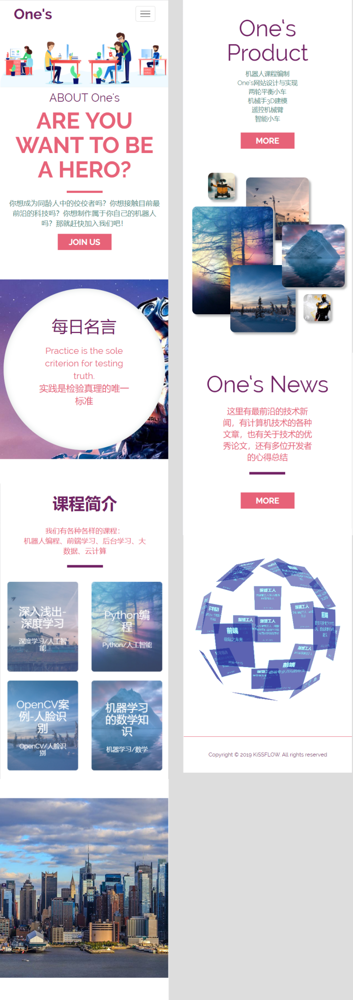 One's
ABOUT One's
ARE YOU
WANT TO BE
A HERO?
你想成为同龄人中的佼佼者吗？你想接触目前最
前沿的科技吗？你想制作属于你自己的机器人
吗？那就赶快加入我们吧！
JOIN US
每日名言
Practice is the sole
criterion for testing
truth.
实践是检验真理的唯一
标准
课程简介
我们有各种各样的课程：
机器人编程、前端学习、后台学习、大
数据、云计算
深入浅出-
深度学习
深度学习/人工智
能
Python编
程
Python/人工智能
OpenCV案
例-人脸识
别
OpenCV/人脸识
别
机器学习
的数学知
识
机器学习/数学
One's
Product
机器人课程编制
One's网站设计与实现
两轮平衡小车
机械手3D建模
遥控机械臂
智能小车
MORE
One's News
这里有最前沿的技术新
闻，有计算机技术的各种
文章，也有关于技术的优
秀论文，还有多位开发者
的心得总结
MORE
前端
前端之未来
前端
Copyright © 2019 KiSSFLOW. All rights reserved